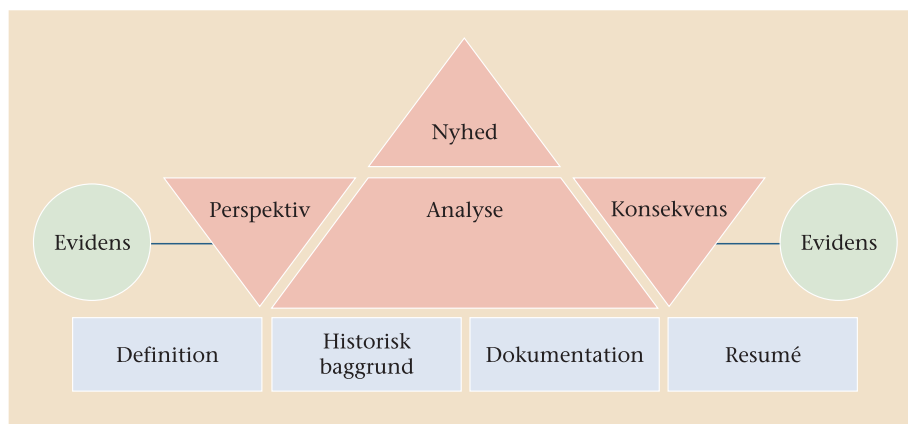 Nyhed
Perspektiv
Analyse
Konsekvens
Evidens
Evidens
Definition
Historisk
baggrund
Dokumentation
Resumé